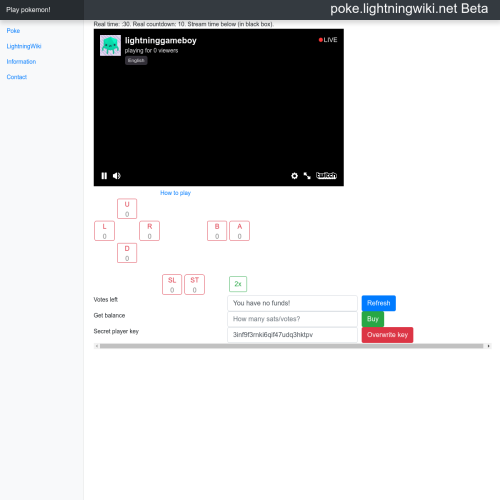 Play pokemon!
poke.lightningwiki.net Beta
Poke
LightningWiki
Information
Contact
Real time: :30. Real countdown: 10. Stream time below (in black box).
lightninggameboy
LIVE
playing for 0 viewers
English
twitch
How to play
U
0
L
0
R
0
B
0
A
0
D
0
SL
0
ST
0
2x
Votes left
You have no funds!
Refresh
Get balance
How many sats/votes?
Buy
Secret player key
3inf9f3rnki6qif47udq3hktpv
Overwrite key